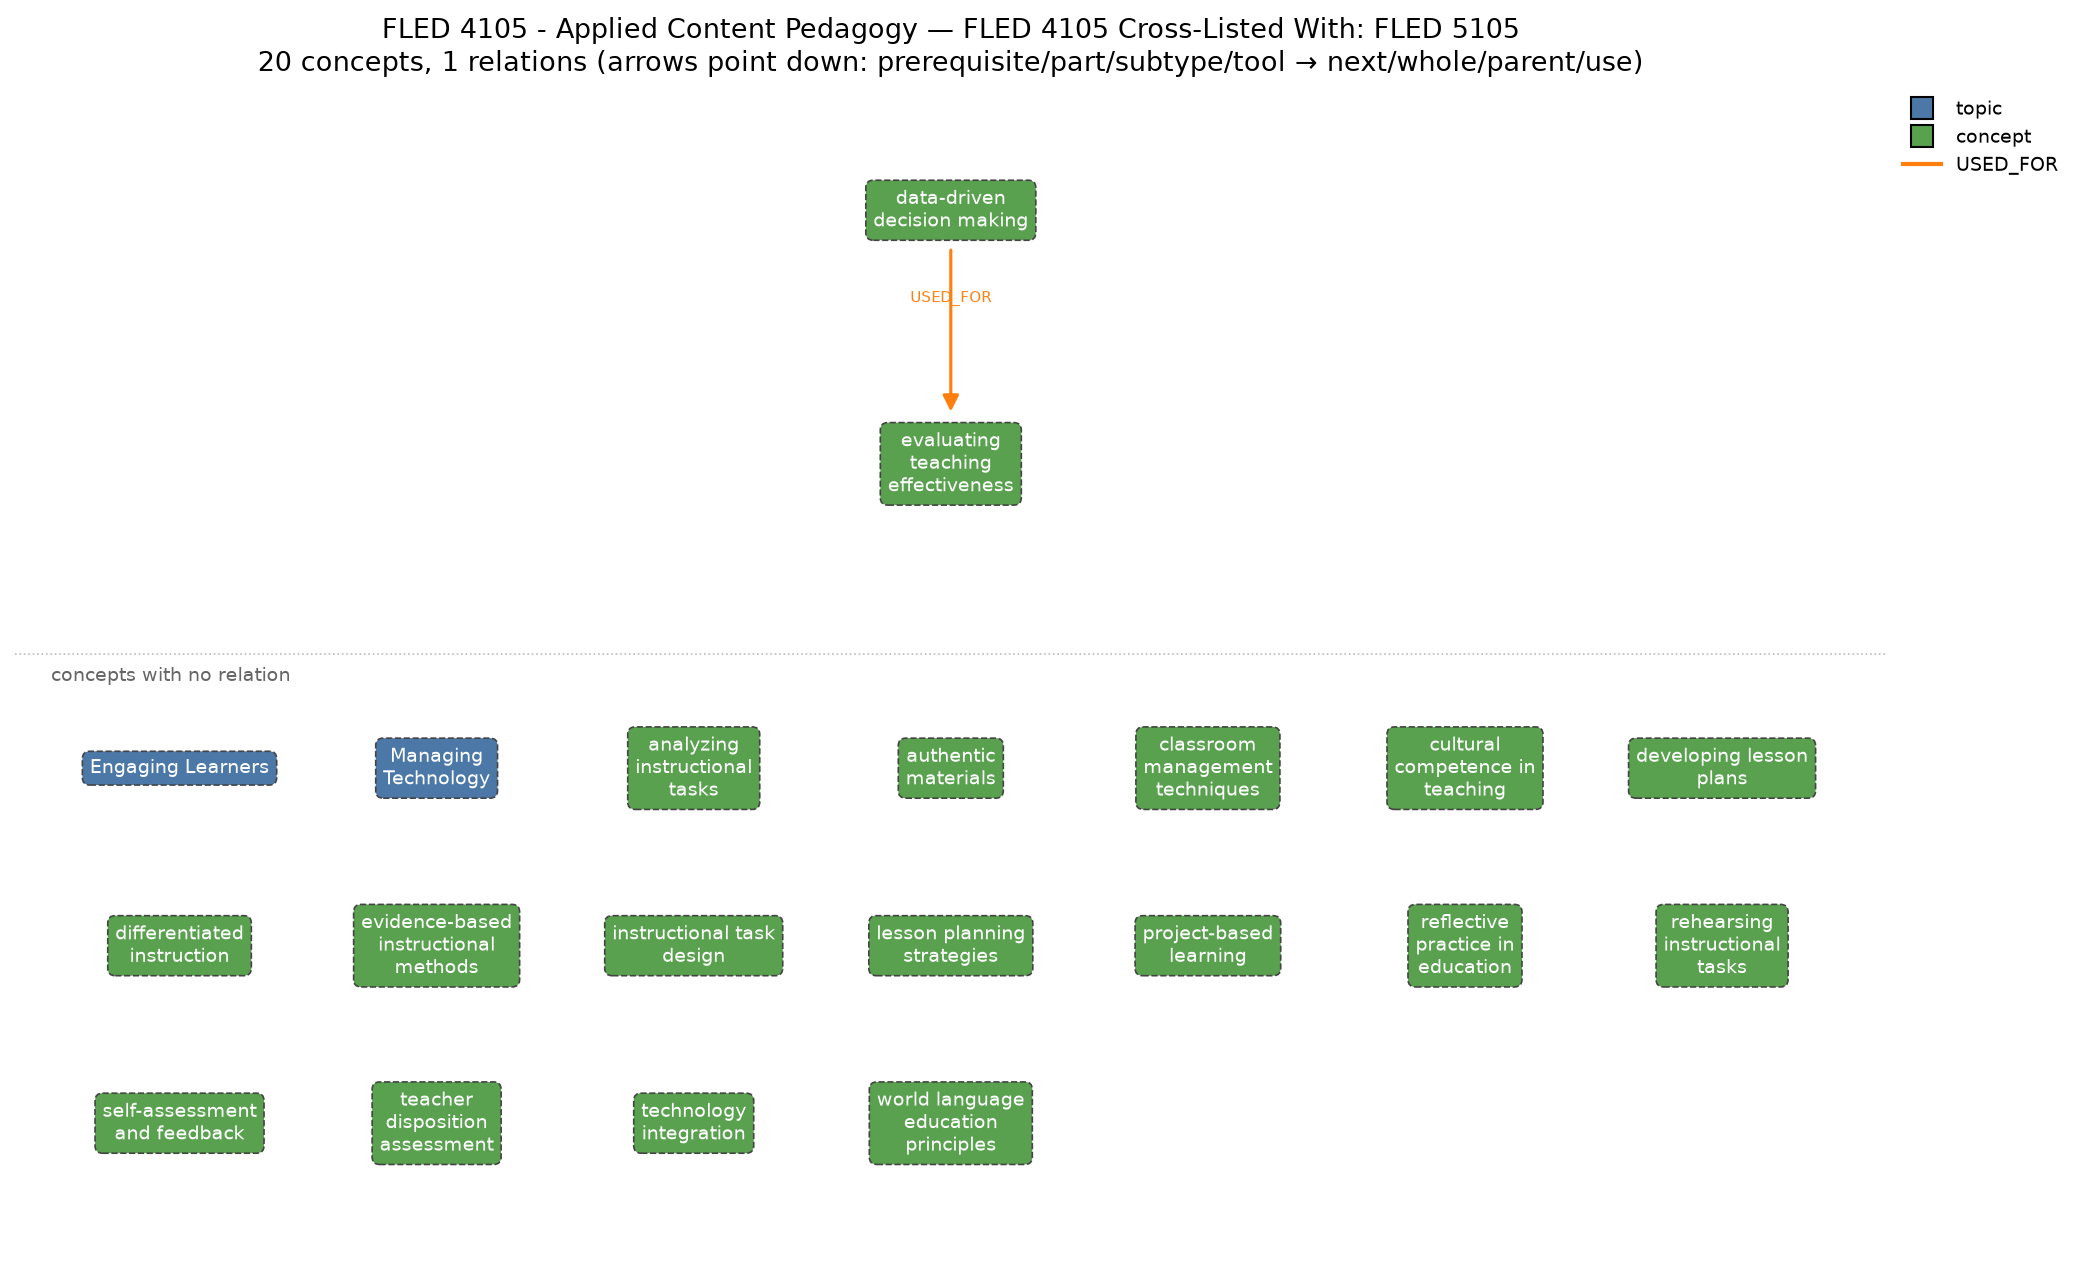 FLED 4105 - Applied Content Pedagogy — FLED 4105 Cross-Listed With: FLED 5105
20 concepts, 1 relations (arrows point down: prerequisite/part/subtype/tool → next/whole/parent/use)
topic
concept
USED_FOR
data-driven
decision making
USED_FOR
evaluating
teaching
effectiveness
concepts with no relation
Engaging Learners
Managing
Technology
analyzing
instructional
tasks
authentic
materials
classroom
management
techniques
cultural
competence in
teaching
developing lesson
plans
differentiated
instruction
evidence-based
instructional
methods
instructional task
design
lesson planning
strategies
project-based
learning
reflective
practice in
education
rehearsing
instructional
tasks
self-assessment
and feedback
teacher
disposition
assessment
technology
integration
world language
education
principles